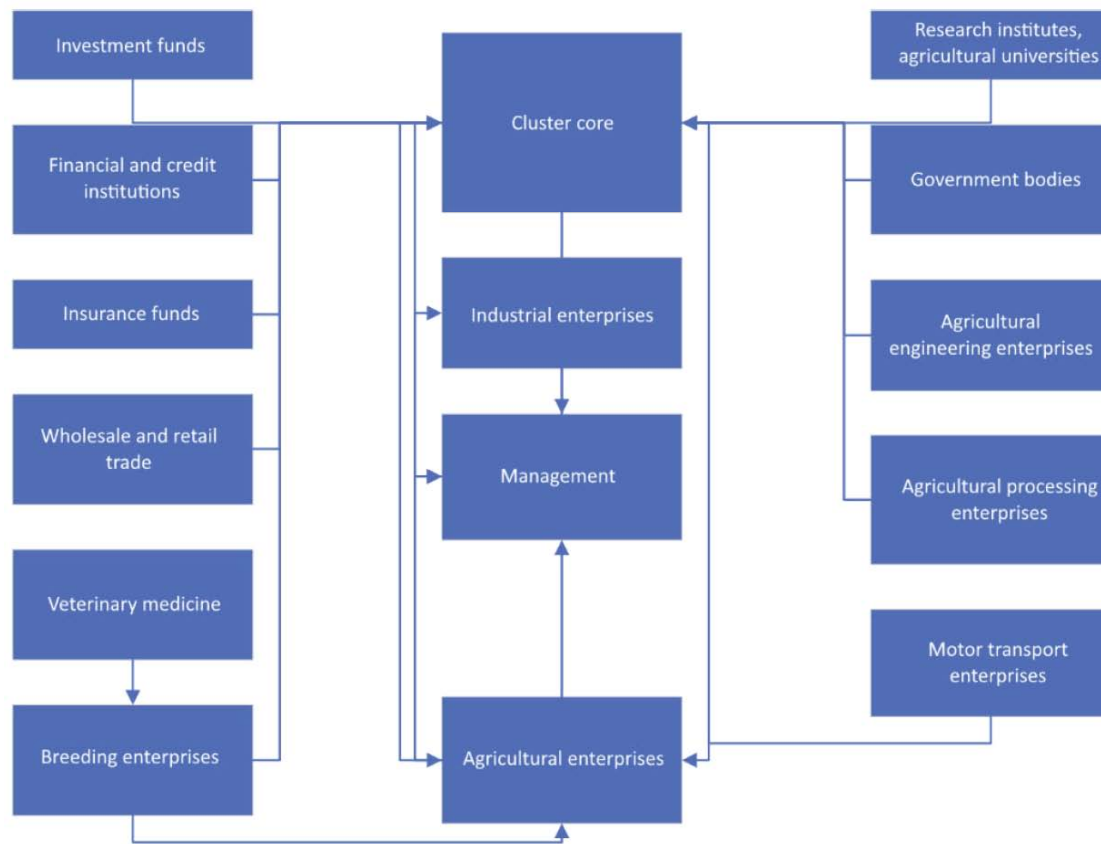 Investment funds
Financial and credit
institutions
Insurance funds
Wholesale and retail
trade
Veterinary medicine
Breeding enterprises
Cluster core
Industrial enterprises
Management
Agricultural enterprises
Research institutes,
agricultural universities
Government bodies
Agricultural
engineering enterprises
Agricultural processing
enterprises
Motor transport
enterprises